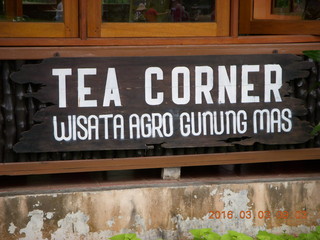 TEA CORNER
WISATA AGRO GUNUNG MAS